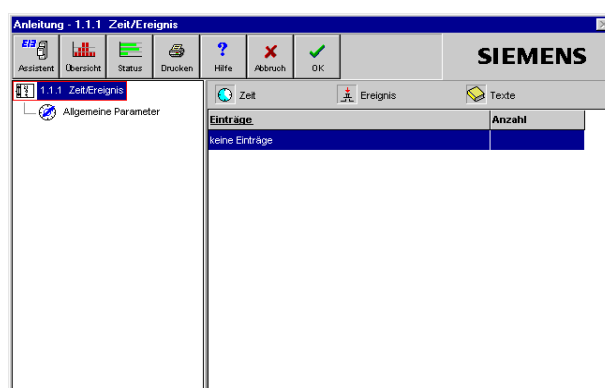 Anleitung - 1.1.1 Zeit/Ereignis
EIB
Assistent Übersicht Status Drucken Hilfe Abbruch OK
SIEMENS
1.1.1 Zeit/Ereignis
Allgemeine Parameter
Zeit Ereignis Texte
Einträge Anzahl
keine Einträge